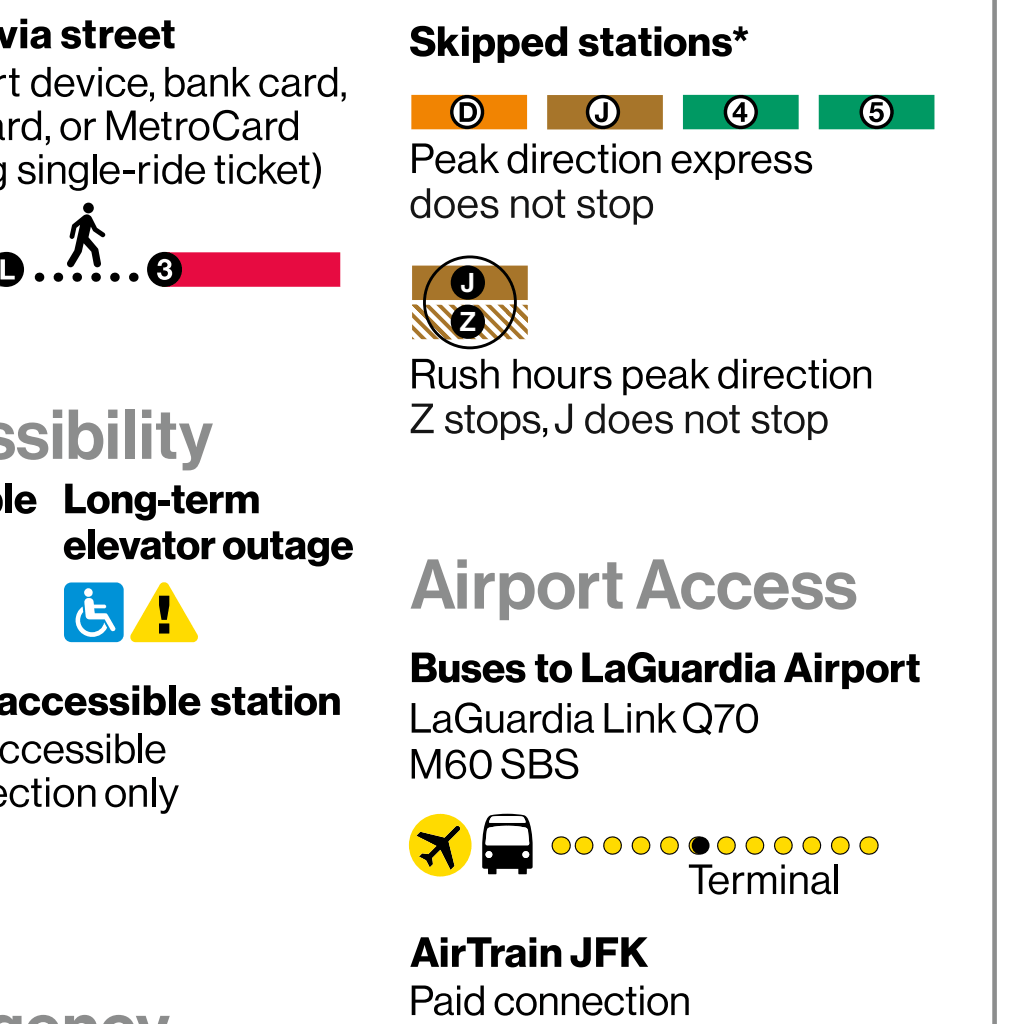 via street
rt device, bank card,
ard, or MetroCard
g single-ride ticket)
L 3
ssibility
ble Long-term
elevator outage
!
accessible station
ccessible
ection only
gency
Skipped stations*
D J 4 5
Peak direction express
does not stop
J
Z
Rush hours peak direction
Z stops, J does not stop
Airport Access
Buses to LaGuardia Airport
LaGuardia Link Q70
M60 SBS
Terminal
AirTrain JFK
Paid connection